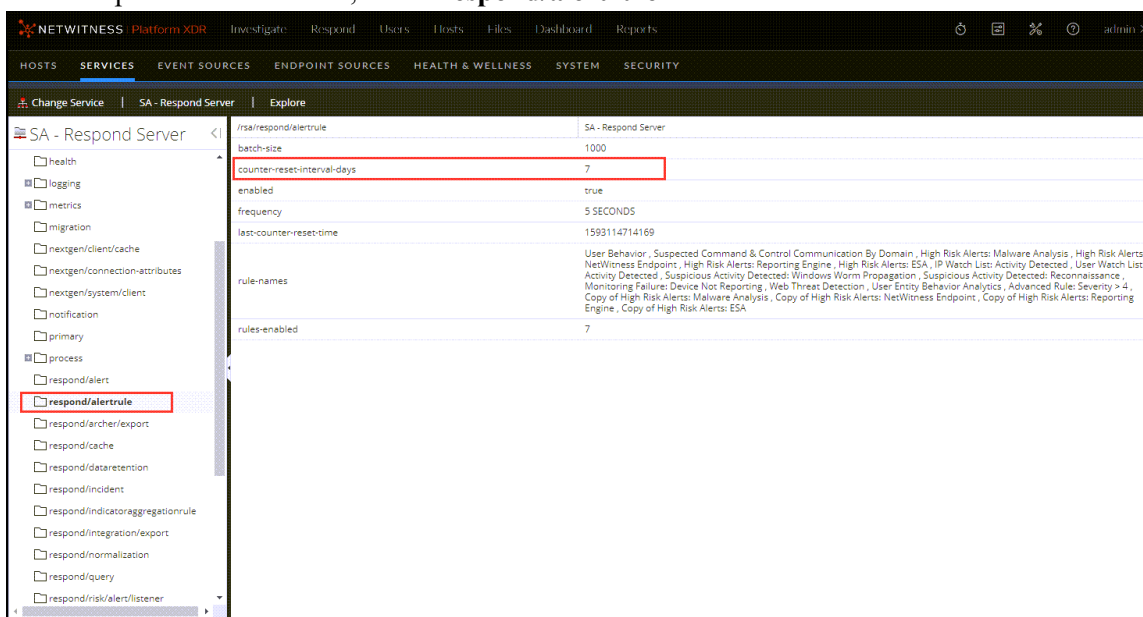 NETWITNESS Platform XDR Investigate Respond Users Hosts Files Dashboard Reports admin
HOSTS SERVICES EVENT SOURCES ENDPOINT SOURCES HEALTH & WELLNESS SYSTEM SECURITY
Change Service | SA - Respond Server | Explore
SA - Respond Server
health
logging
metrics
migration
nextgen/client/cache
nextgen/connection-attributes
nextgen/system/client
notification
primary
process
respond/alert
respond/alertrule
respond/archer/export
respond/cache
respond/dataretention
respond/incident
respond/indicatoraggregationrule
respond/integration/export
respond/normalization
respond/query
respond/risk/alert/listener
/rsa/respond/alertrule SA - Respond Server
batch-size 1000
counter-reset-interval-days 7
enabled true
frequency 5 SECONDS
last-counter-reset-time 1593114714169
rule-names
User Behavior , Suspected Command & Control Communication By Domain , High Risk Alerts: Malware Analysis , High Risk Alerts
NetWitness Endpoint , High Risk Alerts: Reporting Engine , High Risk Alerts: ESA , IP Watch List: Activity Detected , User Watch List
Activity Detected , Suspicious Activity Detected: Windows Worm Propagation , Suspicious Activity Detected: Reconnaissance ,
Monitoring Failure: Device Not Reporting , Web Threat Detection , User Entity Behavior Analytics , Advanced Rule: Severity > 4 ,
Copy of High Risk Alerts: Malware Analysis , Copy of High Risk Alerts: NetWitness Endpoint , Copy of High Risk Alerts: Reporting
Engine , Copy of High Risk Alerts: ESA
rules-enabled 7